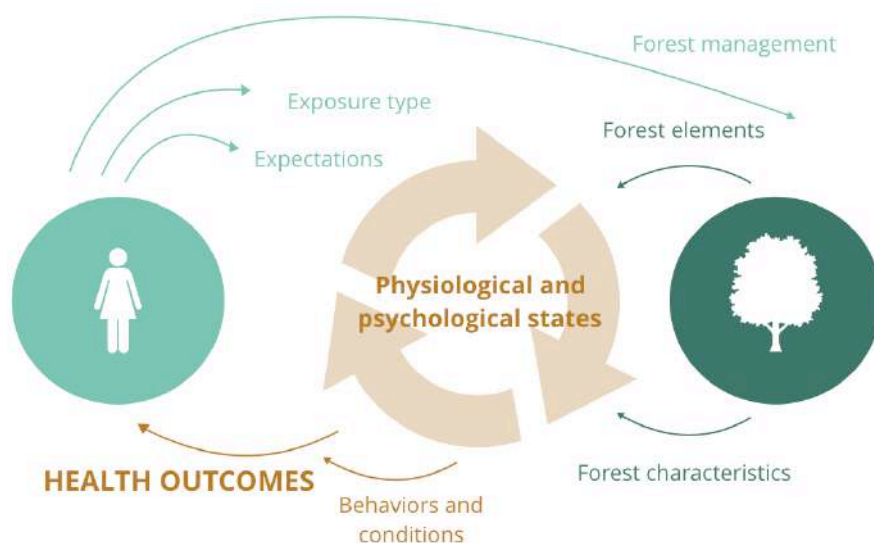 Forest management
Exposure type
Forest elements
Expectations
Physiological and
psychological states
HEALTH OUTCOMES
Forest characteristics
Behaviors and
conditions